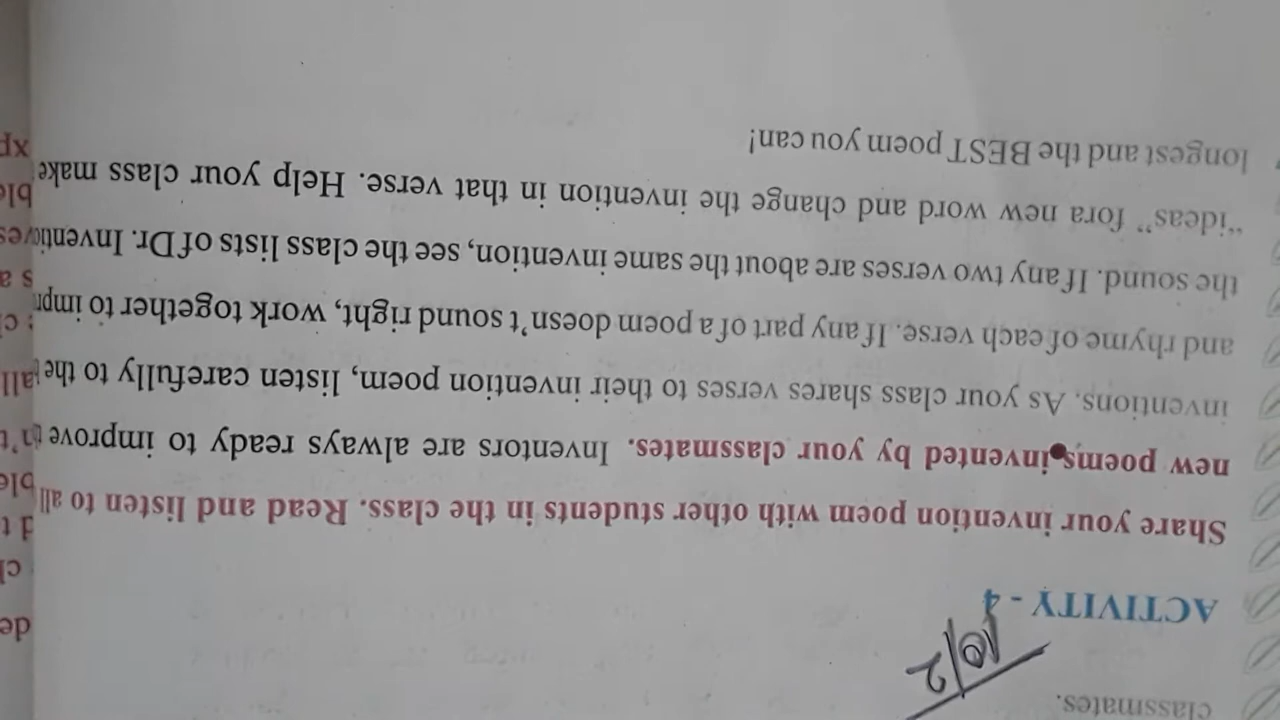 classmates.
10/2
ACTIVITY - 4
Share your invention poem with other students in the class. Read and listen to all
new poems invented by your classmates. Inventors are always ready to improve
inventions. As your class shares verses to their invention poem, listen carefully to the
and rhyme of each verse. If any part of a poem doesn't sound right, work together to
the sound. If any two verses are about the same invention, see the class lists of Dr.
"ideas" fora new word and change the invention in that verse. Help your class make
longest and the BEST poem you can!